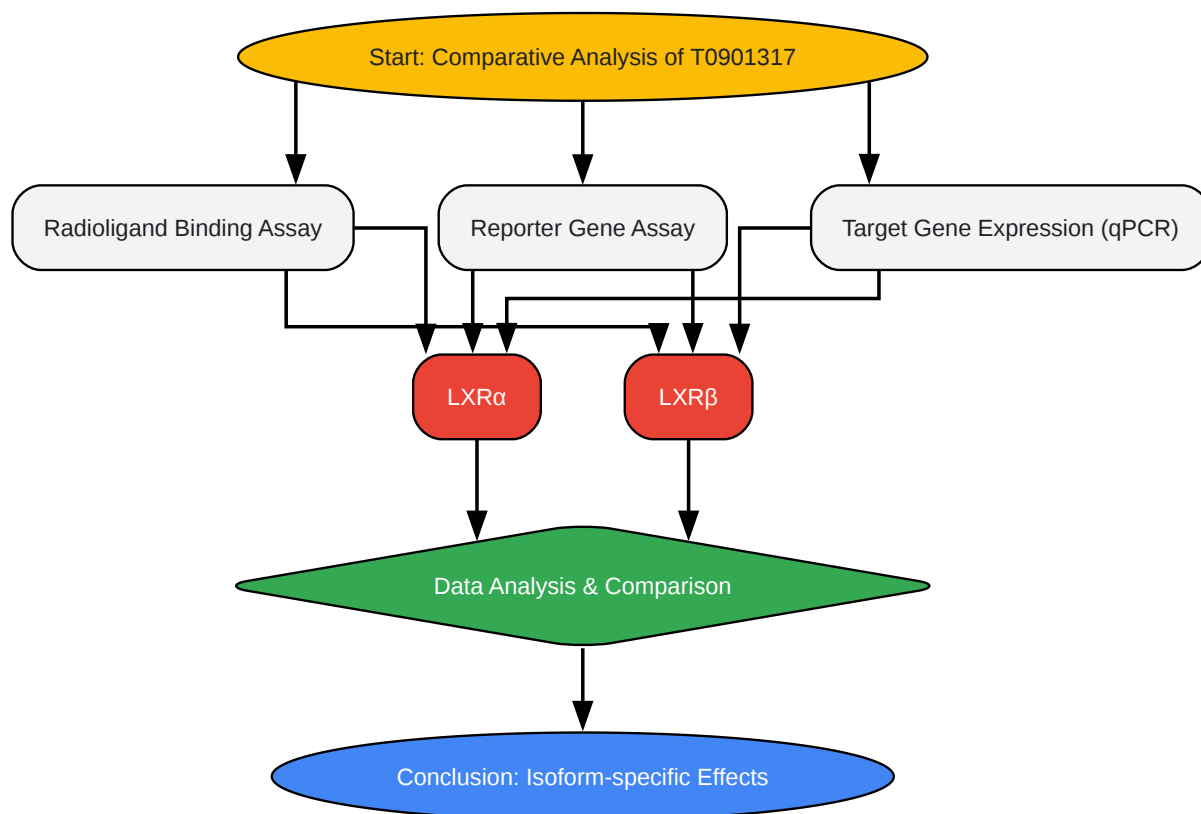 Start: Comparative Analysis of T0901317
Radioligand Binding Assay
Reporter Gene Assay
Target Gene Expression (qPCR)
LXRα
LXRβ
Data Analysis & Comparison
Conclusion: Isoform-specific Effects